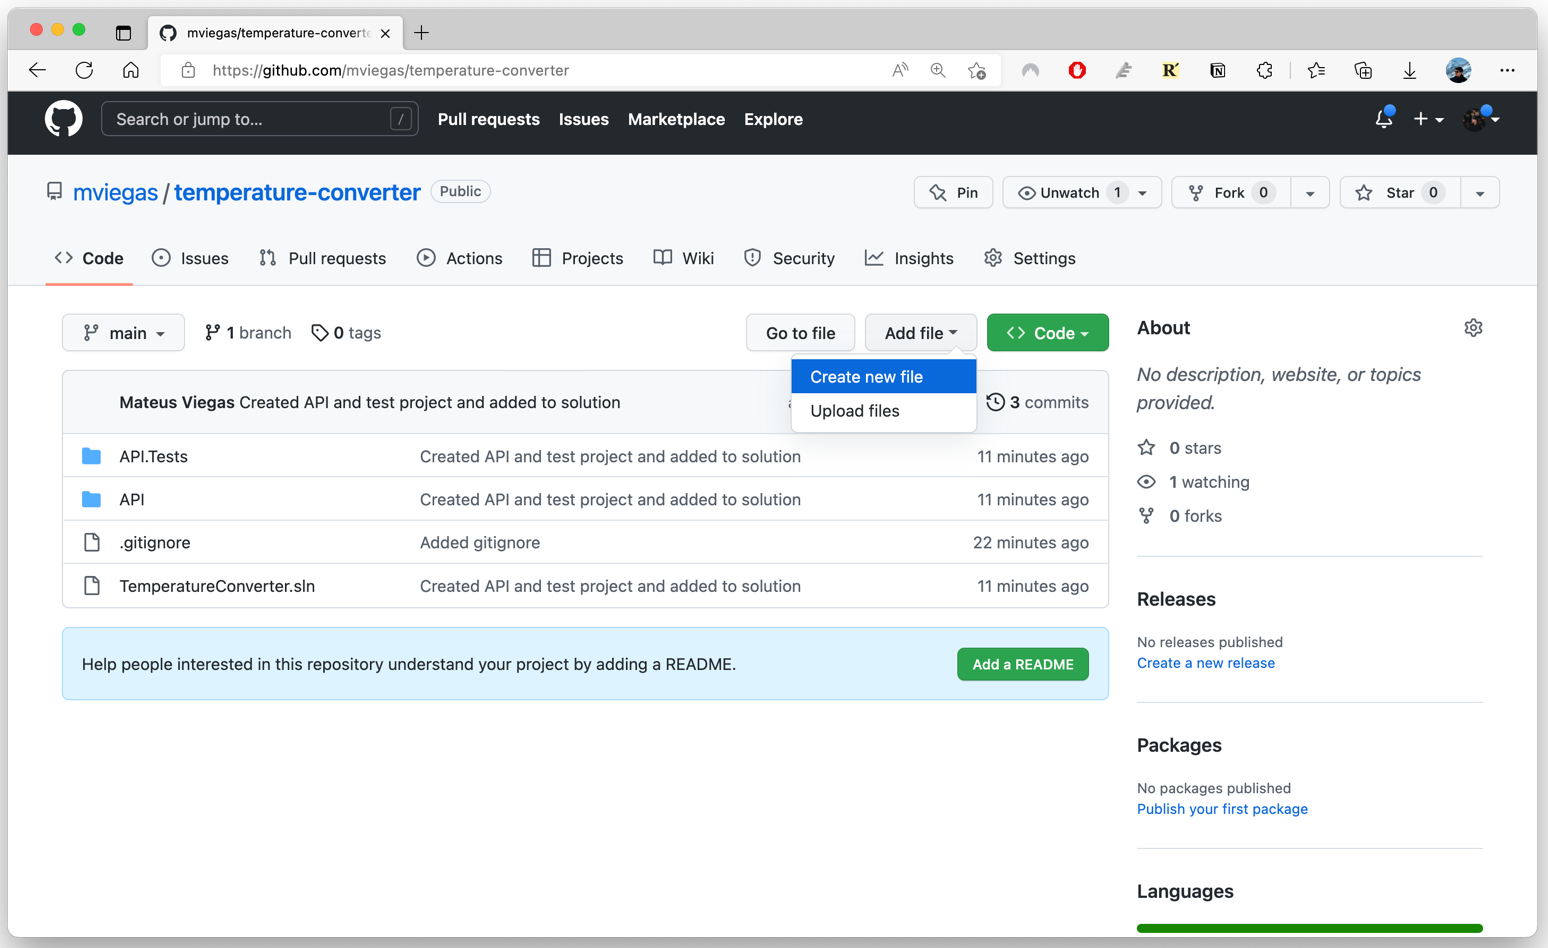 mviegas/temperature-converte
https://github.com/mviegas/temperature-converter
Search or jump to... /
Pull requests Issues Marketplace Explore
mviegas / temperature-converter Public
Pin Unwatch 1 Fork 0 Star 0
Code Issues Pull requests Actions Projects Wiki Security Insights Settings
main 1 branch 0 tags Go to file Add file Code
Create new file
Upload files
Mateus Viegas Created API and test project and added to solution 3 commits
API.Tests Created API and test project and added to solution 11 minutes ago
API Created API and test project and added to solution 11 minutes ago
.gitignore Added gitignore 22 minutes ago
TemperatureConverter.sln Created API and test project and added to solution 11 minutes ago
Help people interested in this repository understand your project by adding a README. Add a README
About
No description, website, or topics
provided.
0 stars
1 watching
0 forks
Releases
No releases published
Create a new release
Packages
No packages published
Publish your first package
Languages